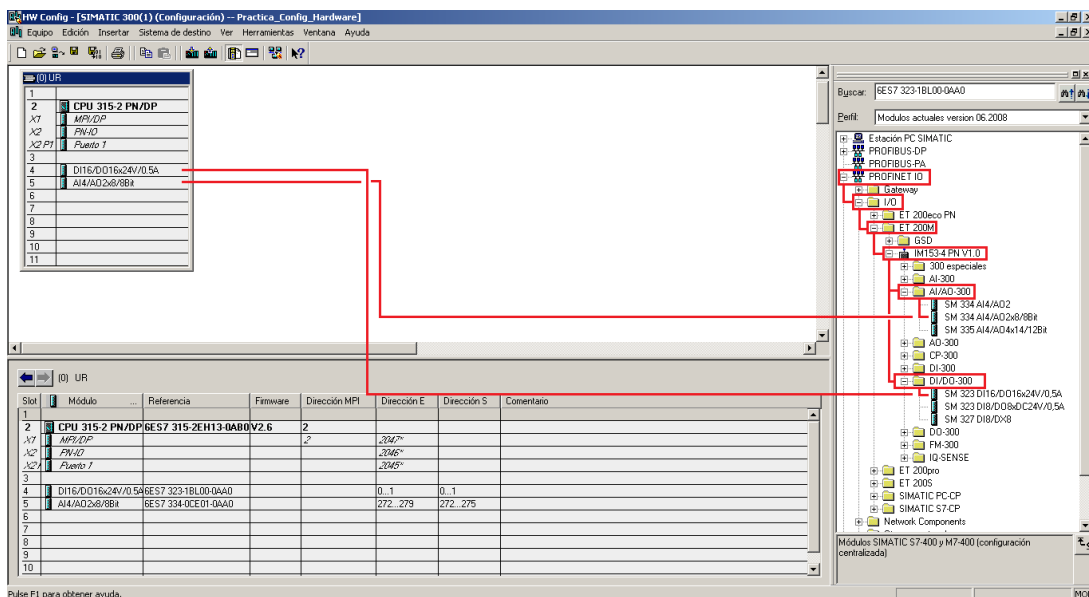 HW Config - [SIMATIC 300(1) (Configuración) -- Practica_Config_Hardware]
Equipo Edición Insertar Sistema de destino Ver Herramientas Ventana Ayuda
(0) UR
1
2 CPU 315-2 PN/DP
X1 MPI/DP
X2 PN-IO
X2 P1 Puerto 1
3
4 DI16/DO16x24V/0.5A
5 AI4/AO2x8/8Bit
6
7
8
9
10
11
Buscar: 6ES7 323-1BL00-0AA0
Perfil: Modulos actuales version 06.2008
Estación PC SIMATIC
PROFIBUS-DP
PROFIBUS-PA
PROFINET IO
Gateway
I/O
ET 200eco PN
ET 200M
GSD
IM153-4 PN V1.0
300 especiales
AI-300
AI/AO-300
SM 334 AI4/AO2
SM 334 AI4/AO2x8/8Bit
SM 335 AI4/AO4x14/12Bit
AO-300
CP-300
DI-300
DI/DO-300
SM 323 DI16/DO16x24V/0,5A
SM 323 DI8/DO8xDC24V/0,5A
SM 327 DI8/DX8
DO-300
FM-300
IQ-SENSE
ET 200pro
ET 200S
SIMATIC PC-CP
SIMATIC S7-CP
Network Components
Módulos SIMATIC S7-400 y M7-400 (configuración centralizada)
(0) UR
Slot Módulo ... Referencia Firmware Dirección MPI Dirección E Dirección S Comentario
1
2 CPU 315-2 PN/DP 6ES7 315-2EH13-0AB0 V2.6 2
X1 MPI/DP 2 2047*
X2 PN-IO 2046*
X2 Puerto 1 2045*
3
4 DI16/DO16x24V/0.5A 6ES7 323-1BL00-0AA0 0...1 0...1
5 AI4/AO2x8/8Bit 6ES7 334-0CE01-0AA0 272...279 272...275
6
7
8
9
10
Pulse F1 para obtener ayuda.